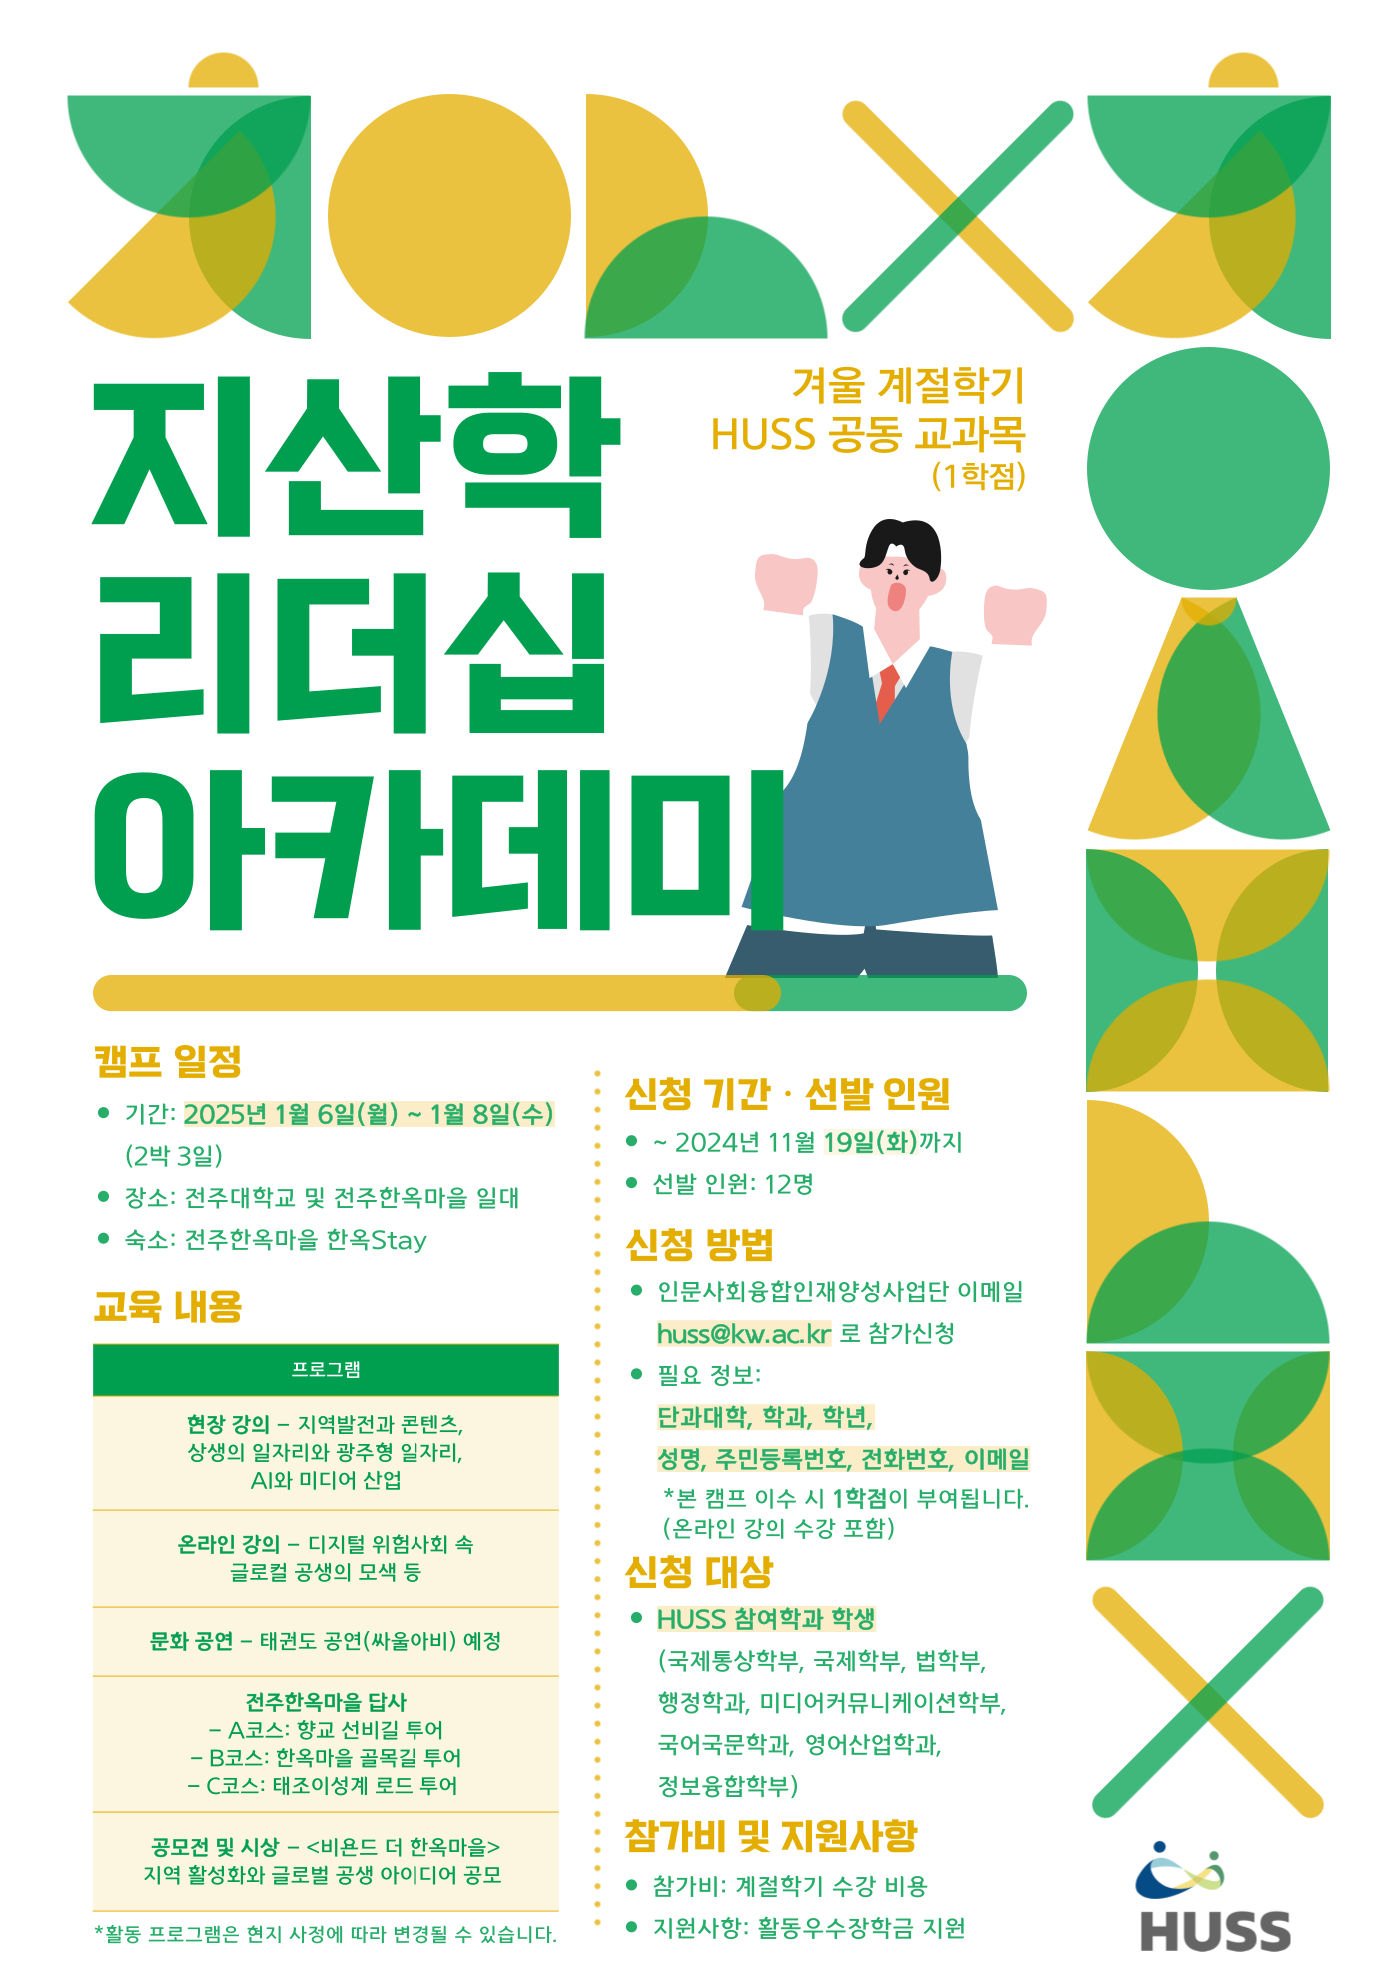 겨울 계절학기
HUSS 공동 교과목
(1학점)
지산학
리더십
아카데미
캠프 일정
• 기간: 2025년 1월 6일(월) ~ 1월 8일(수)
(2박 3일)
• 장소: 전주대학교 및 전주한옥마을 일대
• 숙소: 전주한옥마을 한옥Stay
교육 내용
프로그램
현장 강의 – 지역발전과 콘텐츠,
상생의 일자리와 광주형 일자리,
AI와 미디어 산업
온라인 강의 – 디지털 위험사회 속
글로컬 공생의 모색 등
문화 공연 – 태권도 공연(싸울아비) 예정
전주한옥마을 답사
– A코스: 향교 선비길 투어
– B코스: 한옥마을 골목길 투어
– C코스: 태조이성계 로드 투어
공모전 및 시상 – <비욘드 더 한옥마을>
지역 활성화와 글로벌 공생 아이디어 공모
*활동 프로그램은 현지 사정에 따라 변경될 수 있습니다.
신청 기간 · 선발 인원
• ~ 2024년 11월 19일(화)까지
• 선발 인원: 12명
신청 방법
• 인문사회융합인재양성사업단 이메일
huss@kw.ac.kr 로 참가신청
• 필요 정보:
단과대학, 학과, 학년,
성명, 주민등록번호, 전화번호, 이메일
*본 캠프 이수 시 1학점이 부여됩니다.
(온라인 강의 수강 포함)
신청 대상
• HUSS 참여학과 학생
(국제통상학부, 국제학부, 법학부,
행정학과, 미디어커뮤니케이션학부,
국어국문학과, 영어산업학과,
정보융합학부)
참가비 및 지원사항
• 참가비: 계절학기 수강 비용
• 지원사항: 활동우수장학금 지원
HUSS